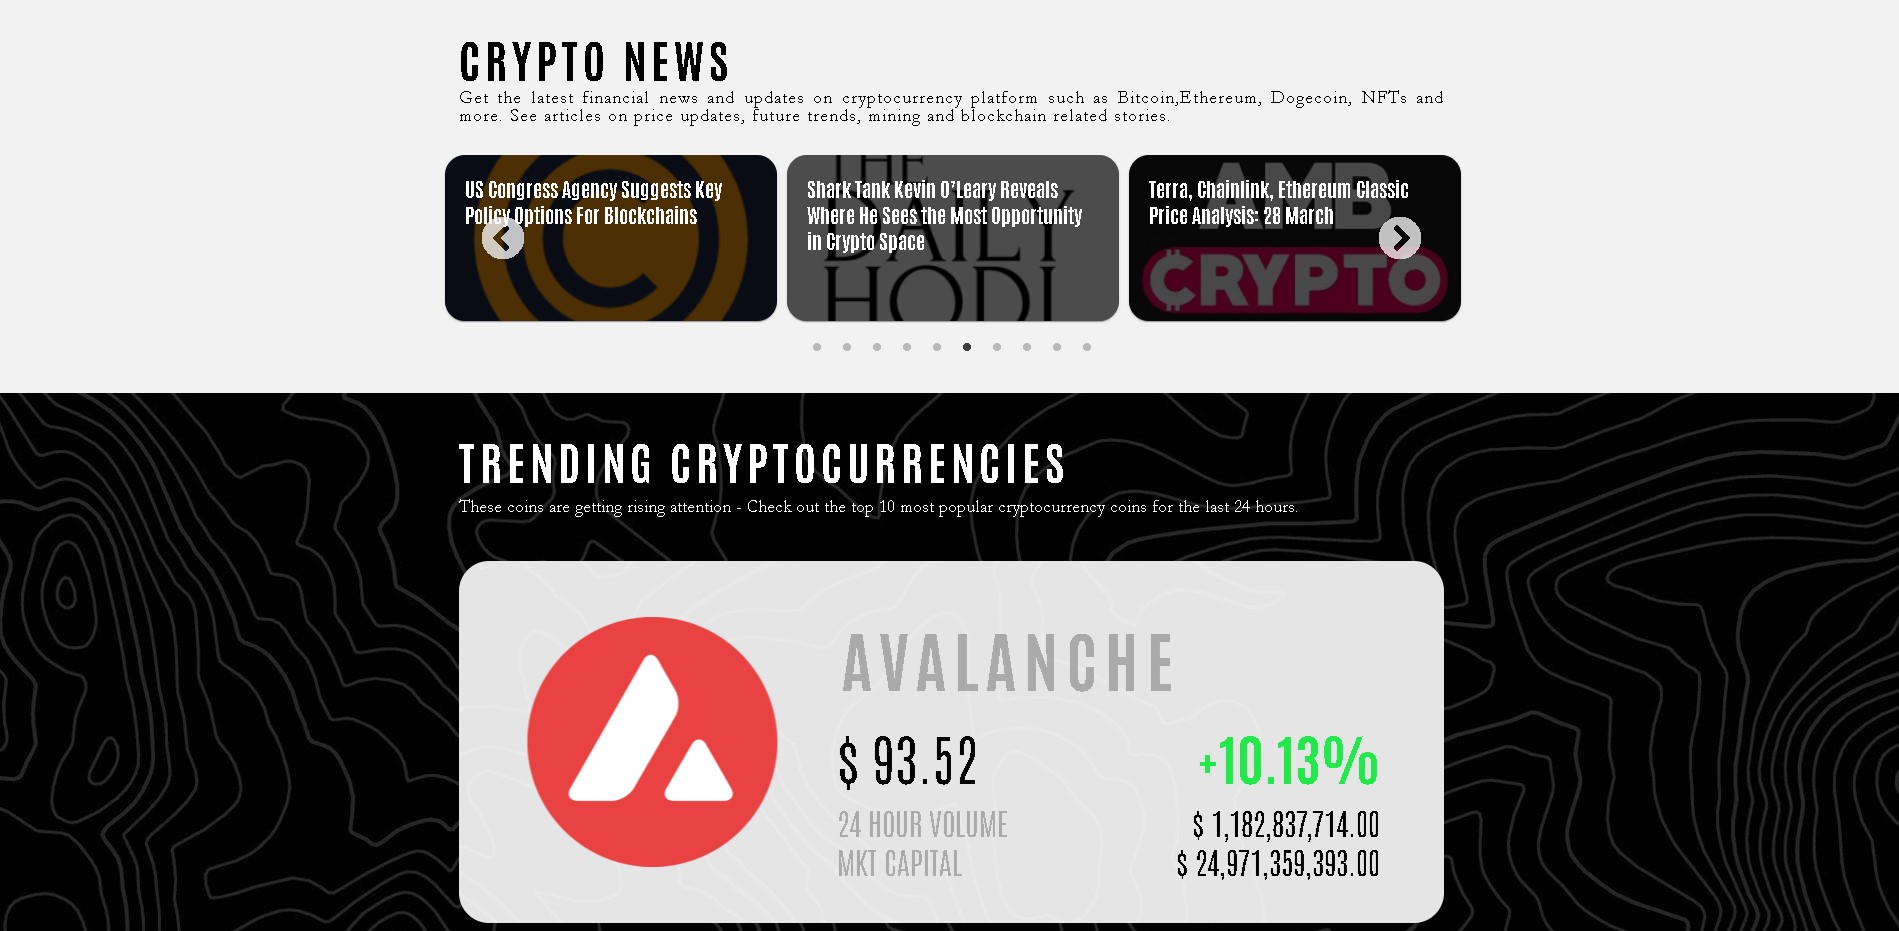 CRYPTO NEWS
Get the latest financial news and updates on cryptocurrency platform such as Bitcoin,Ethereum, Dogecoin, NFTs and
more. See articles on price updates, future trends, mining and blockchain related stories.
US Congress Agency Suggests Key
Policy Options For Blockchains
Shark Tank Kevin O’Leary Reveals
Where He Sees the Most Opportunity
in Crypto Space
THE
DAILY
HODL
Terra, Chainlink, Ethereum Classic
Price Analysis: 28 March
AMB
CRYPTO
TRENDING CRYPTOCURRENCIES
These coins are getting rising attention - Check out the top 10 most popular cryptocurrency coins for the last 24 hours.
AVALANCHE
$ 93.52
+10.13%
24 HOUR VOLUME
$ 1,182,837,714.00
MKT CAPITAL
$ 24,971,359,393.00